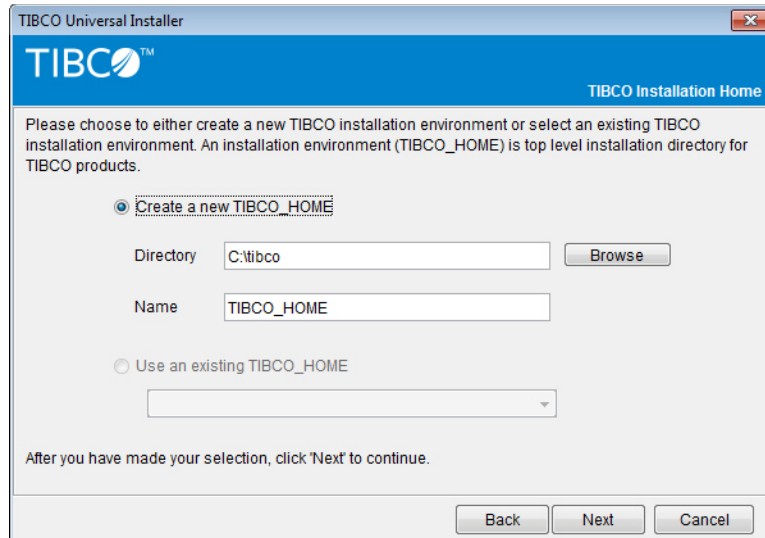 TIBCO Universal Installer
TIBCO™
TIBCO Installation Home
Please choose to either create a new TIBCO installation environment or select an existing TIBCO
installation environment. An installation environment (TIBCO_HOME) is top level installation directory for
TIBCO products.
Create a new TIBCO_HOME
Directory C:\tibco Browse
Name TIBCO_HOME
Use an existing TIBCO_HOME
After you have made your selection, click 'Next' to continue.
Back Next Cancel